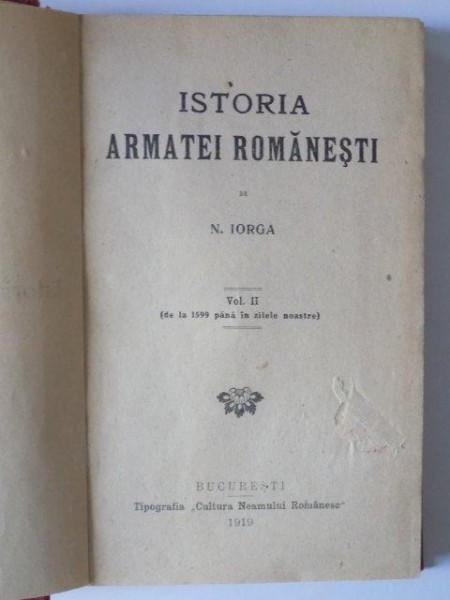 ISTORIA
ARMATEI ROMĂNEŞTI
DE
N. IORGA
Vol. II
(de la 1599 până în zilele noastre)
BUCUREŞTI
Tipografia „Cultura Neamului Românesc“
1919